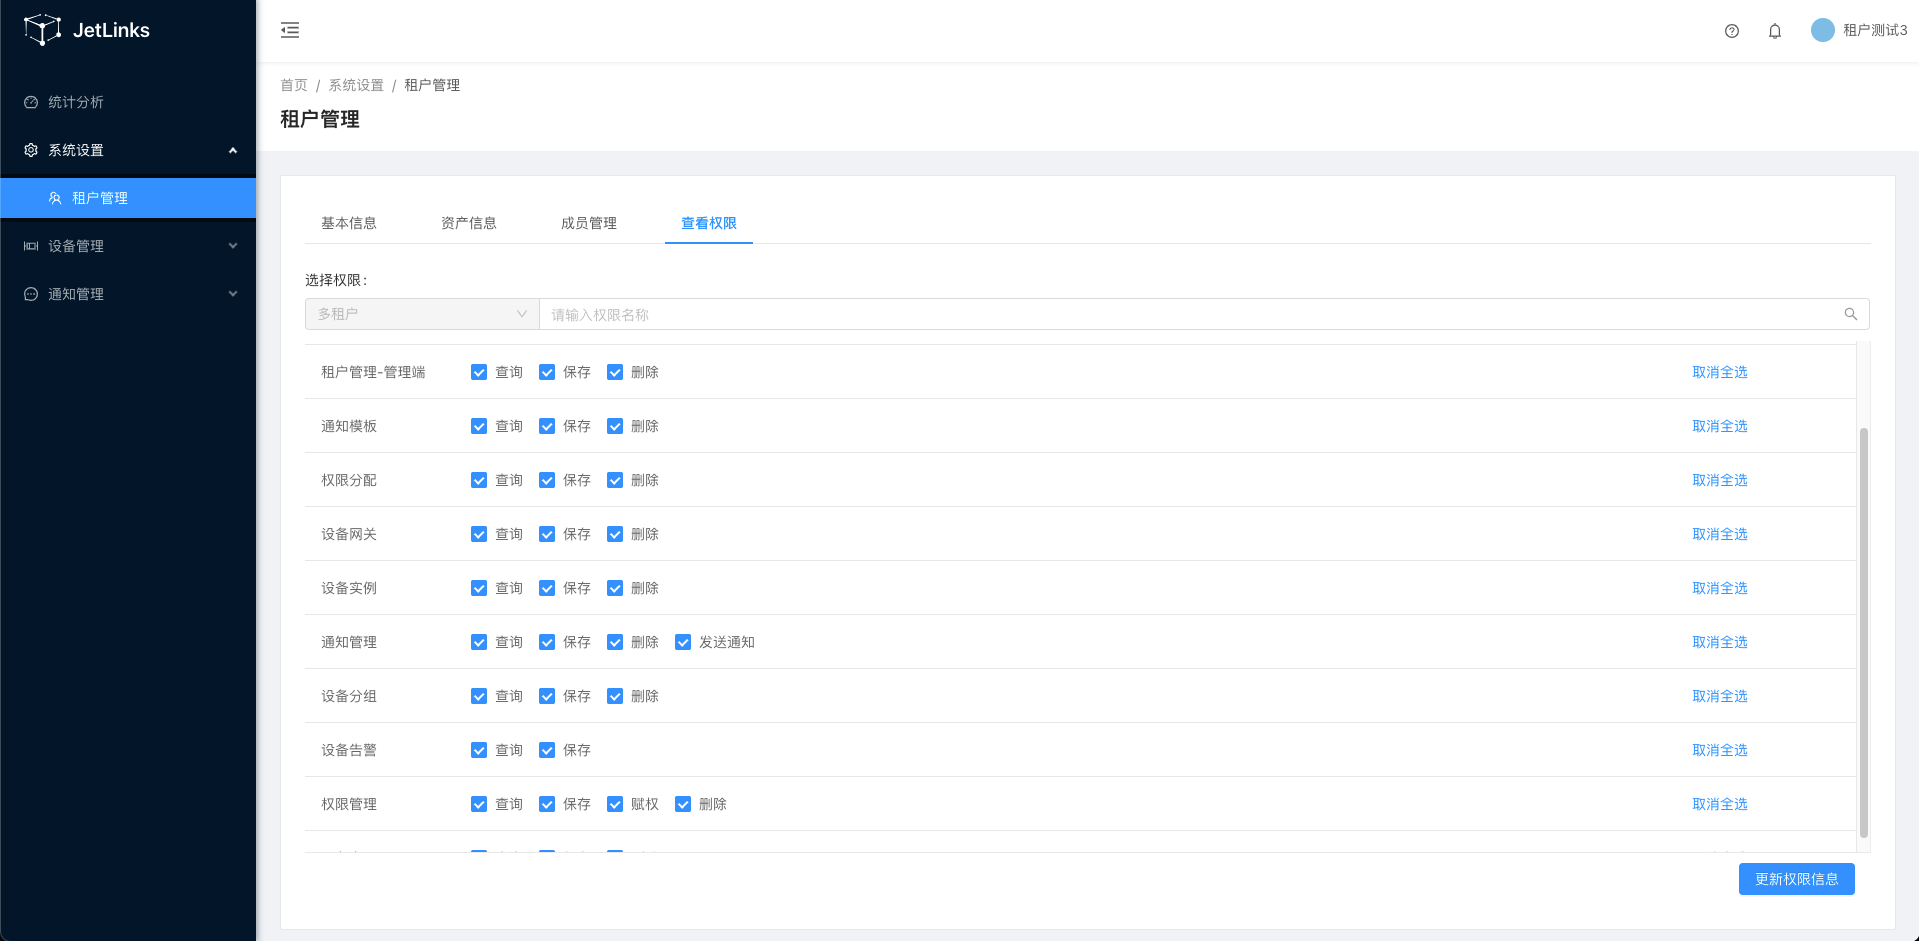 JetLinks
租户测试3
统计分析
系统设置
租户管理
设备管理
通知管理
首页 / 系统设置 / 租户管理
租户管理
基本信息 资产信息 成员管理 查看权限
选择权限:
多租户 请输入权限名称
租户管理-管理端 查询 保存 删除 取消全选
通知模板 查询 保存 删除 取消全选
权限分配 查询 保存 删除 取消全选
设备网关 查询 保存 删除 取消全选
设备实例 查询 保存 删除 取消全选
通知管理 查询 保存 删除 发送通知 取消全选
设备分组 查询 保存 删除 取消全选
设备告警 查询 保存 取消全选
权限管理 查询 保存 赋权 删除 取消全选
更新权限信息